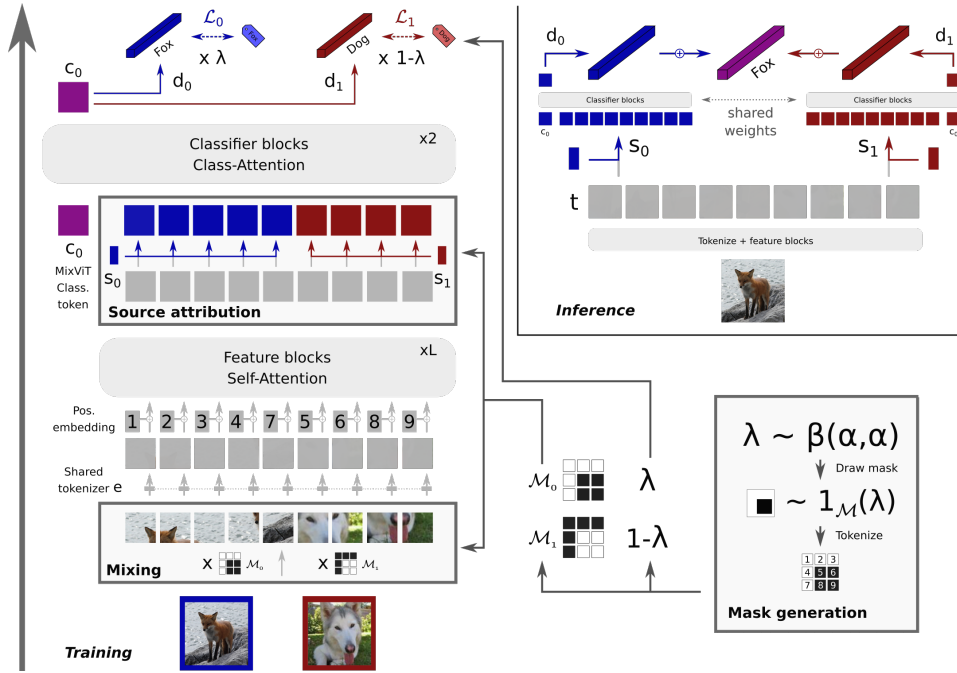 ℒ₀
Fox
Fox
x λ
ℒ₁
Dog
Dog
x 1-λ
c₀
d₀
d₁
Classifier blocks
Class-Attention
x2
c₀
MixViT
Class.
token
s₀
s₁
Source attribution
Feature blocks
Self-Attention
xL
Pos.
embedding
1 2 3 4 7 5 6 8 9
Shared
tokenizer e
Mixing
x ℳ₀
x ℳ₁
Training
d₀
Fox
d₁
Classifier blocks
Classifier blocks
c₀
shared
weights
c₀
s₀
s₁
t
Tokenize + feature blocks
Inference
ℳ₀
λ
ℳ₁
1-λ
λ ~ β(α,α)
Draw mask
~ 1ℳ(λ)
Tokenize
1 2 3
4 5 6
7 8 9
Mask generation